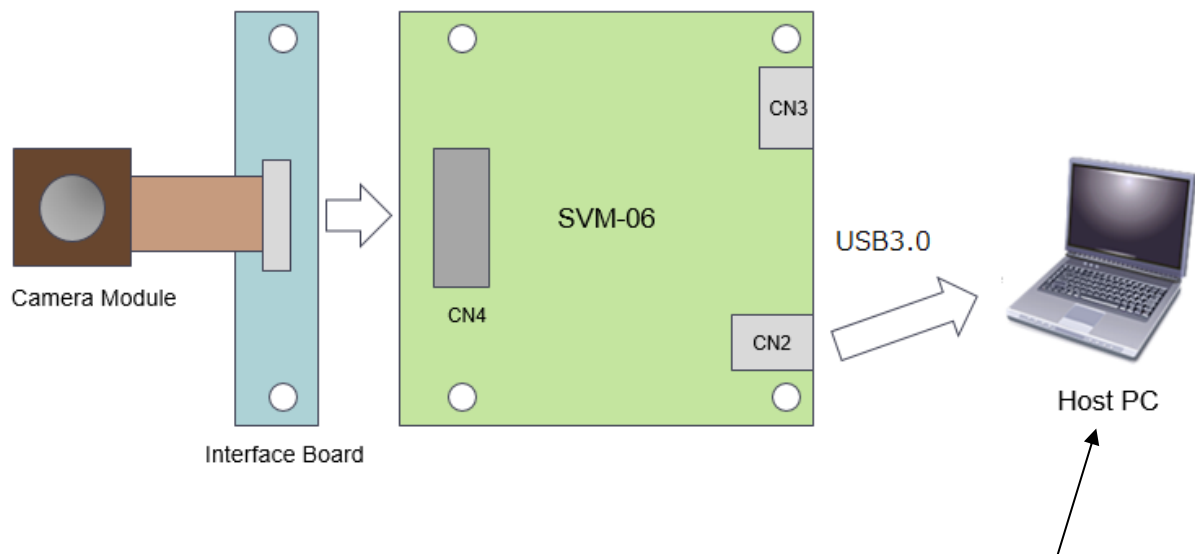 CN3
SVM-06
USB3.0
Camera Module
CN4
CN2
Host PC
Interface Board